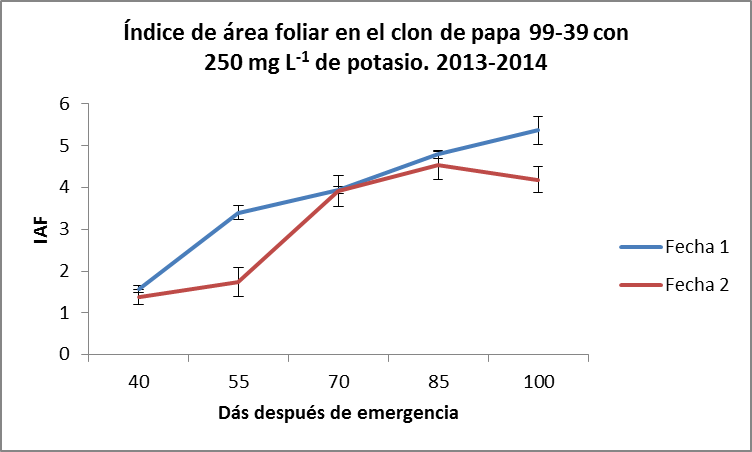 Índice de área foliar en el clon de papa 99-39 con
250 mg L-1 de potasio. 2013-2014
6
5
4
3
2
1
0
IAF
40 55 70 85 100
Dás después de emergencia
Fecha 1
Fecha 2